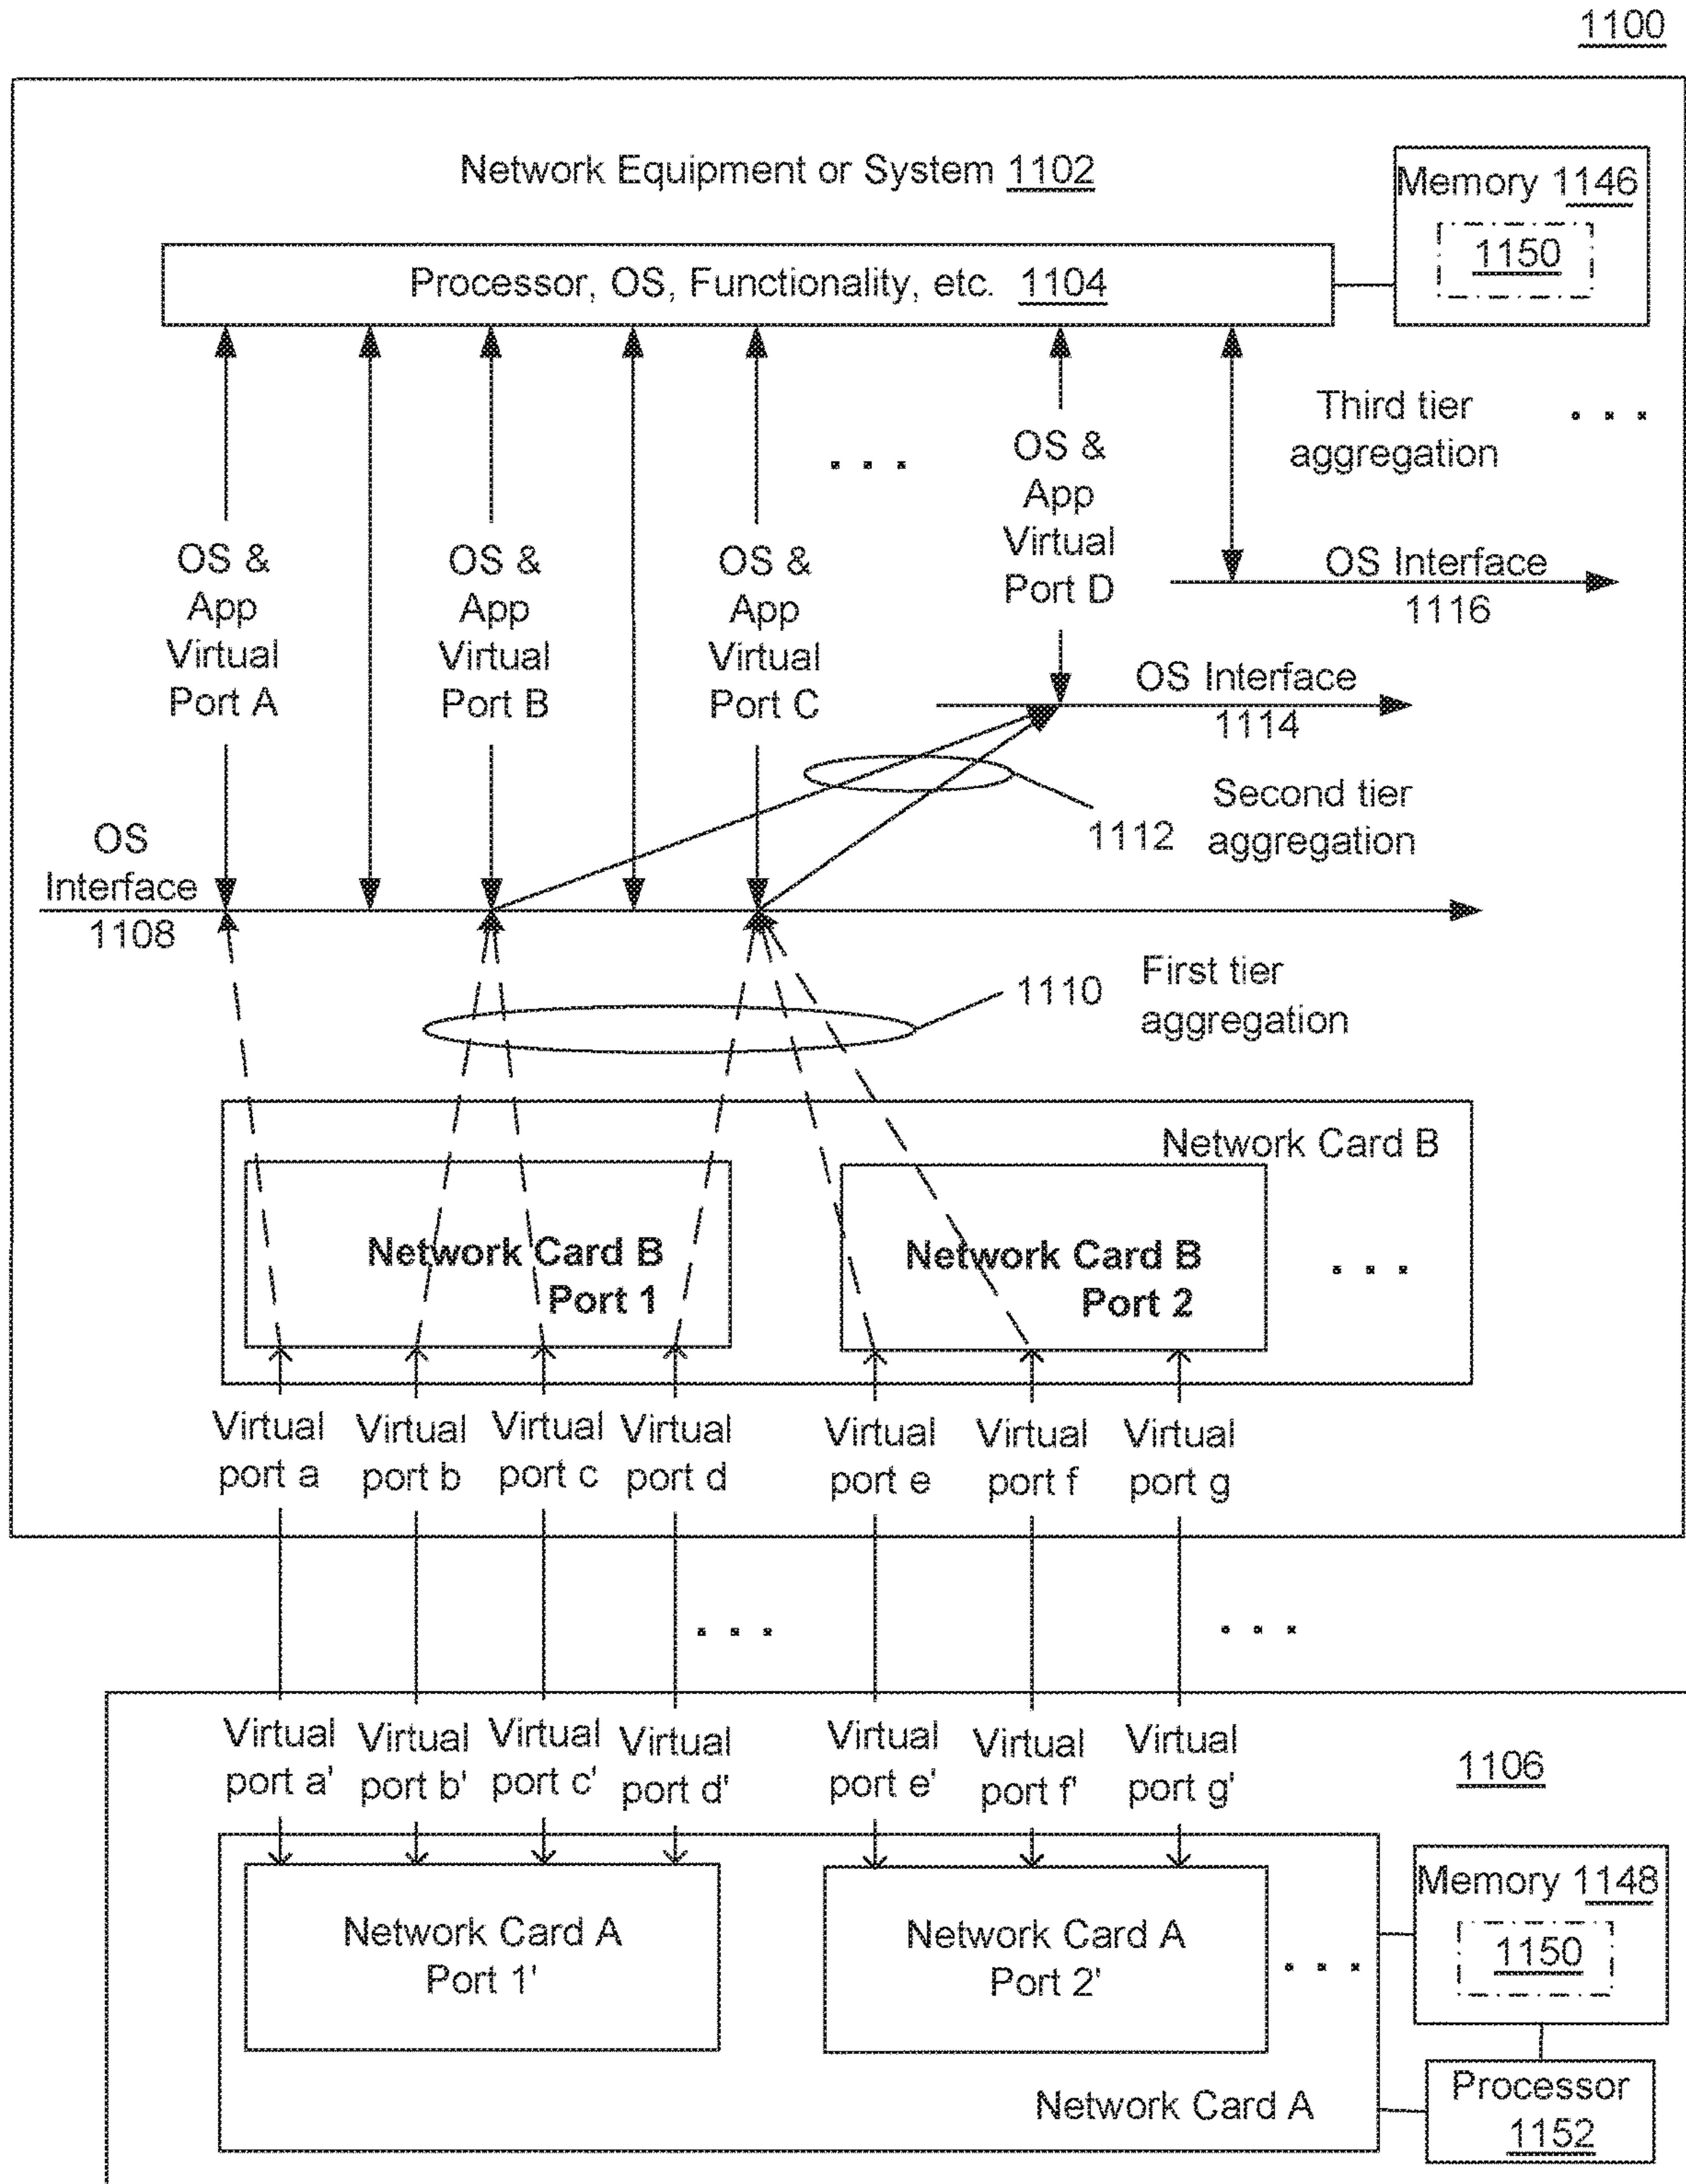 1100
Network Equipment or System 1102
Memory 1146
1150
Processor, OS, Functionality, etc. 1104
Third tier
aggregation
. . .
. . .
OS &
App
Virtual
Port D
OS &
App
Virtual
Port A
OS &
App
Virtual
Port B
OS &
App
Virtual
Port C
OS Interface
1116
OS Interface
1114
1112
Second tier
aggregation
OS
Interface
1108
1110
First tier
aggregation
Network Card B
Network Card B
Port 1
Network Card B
Port 2
. . .
Virtual
port a
Virtual
port b
Virtual
port c
Virtual
port d
Virtual
port e
Virtual
port f
Virtual
port g
. . .
. . .
Virtual
port a'
Virtual
port b'
Virtual
port c'
Virtual
port d'
Virtual
port e'
Virtual
port f'
Virtual
port g'
1106
Network Card A
Port 1'
Network Card A
Port 2'
. . .
Memory 1148
1150
Network Card A
Processor
1152